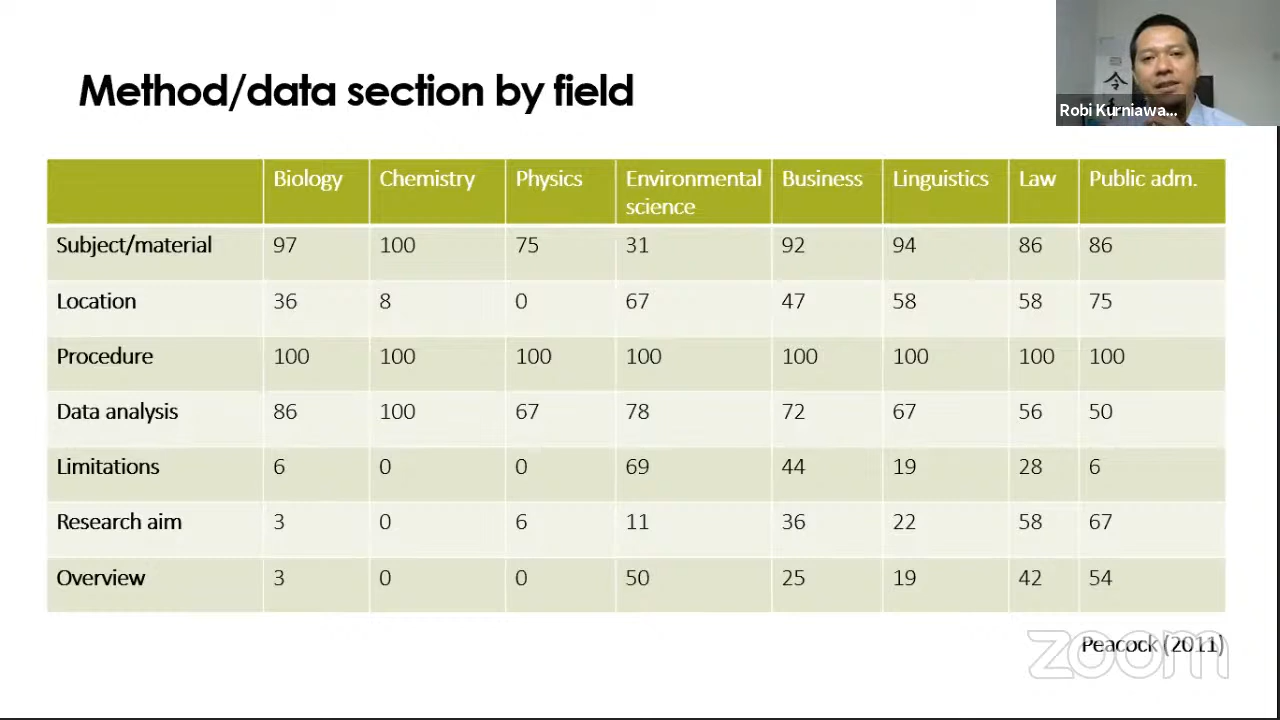 Method/data section by field
Robi Kurniawa...
令
Biology Chemistry Physics Environmental science Business Linguistics Law Public adm.
Subject/material 97 100 75 31 92 94 86 86
Location 36 8 0 67 47 58 58 75
Procedure 100 100 100 100 100 100 100 100
Data analysis 86 100 67 78 72 67 56 50
Limitations 6 0 0 69 44 19 28 6
Research aim 3 0 6 11 36 22 58 67
Overview 3 0 0 50 25 19 42 54
Peacock (2011)
zoom